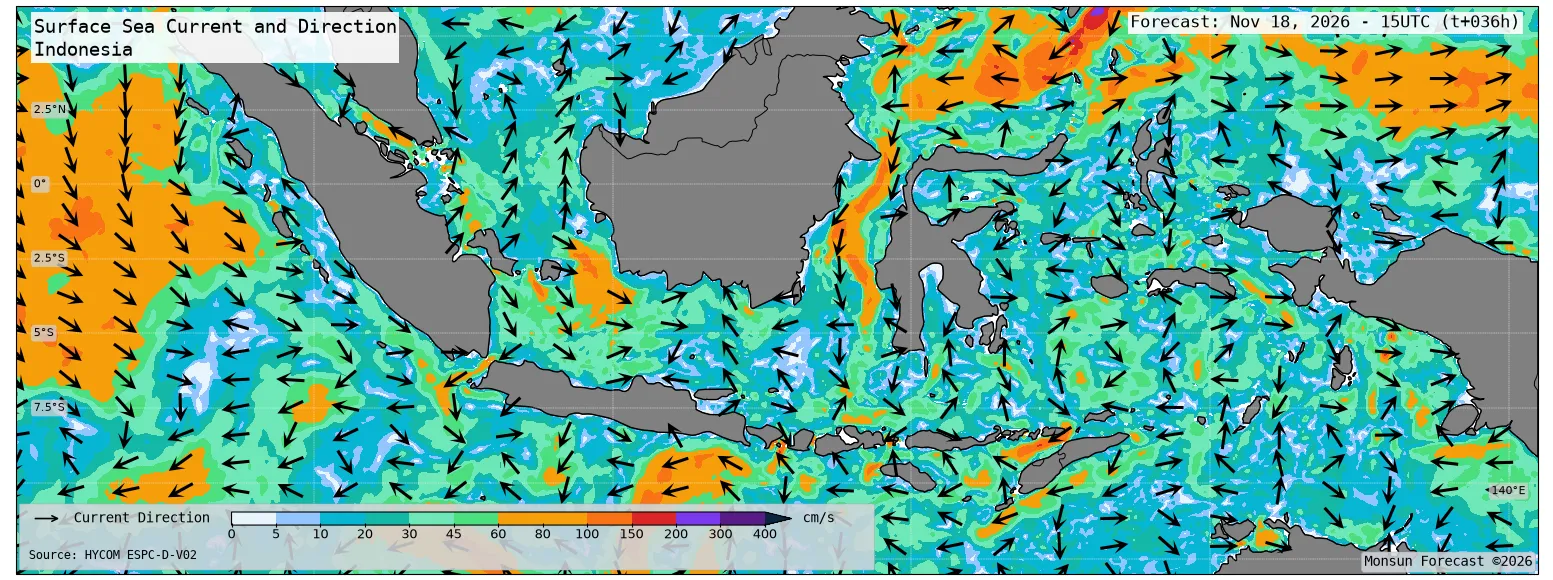 Surface Sea Current and Direction
Indonesia
Forecast: Nov 18, 2026 - 15UTC (t+036h)
2.5°N
0°
2.5°S
5°S
7.5°S
140°E
Current Direction
0 5 10 20 30 45 60 80 100 150 200 300 400 cm/s
Source: HYCOM ESPC-D-V02
Monsun Forecast ©2026